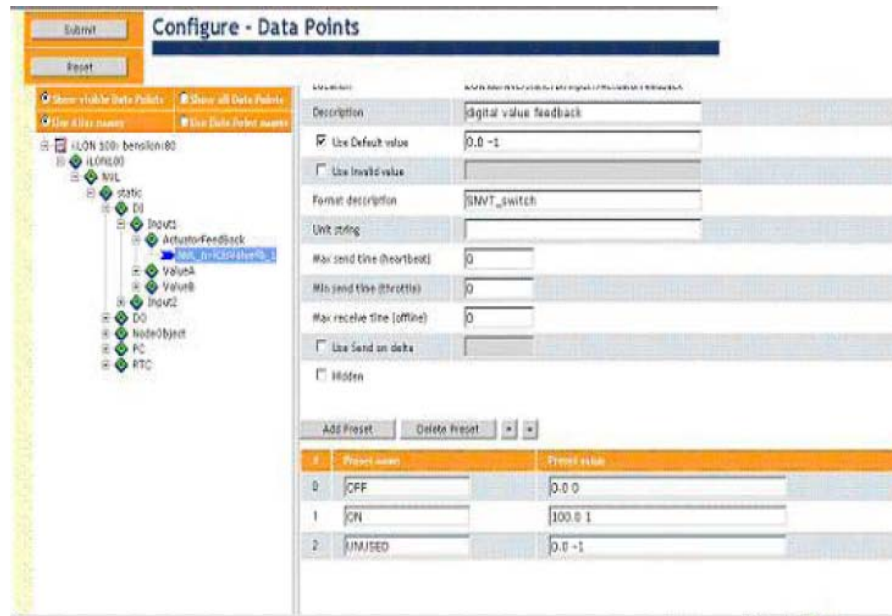 Submit
Configure - Data Points
Reset
Show visible Data Points Show all Data Points
Use Alias names Use Data Point names
iLON 100: bensilon:80
iLON100
NVL
static
DI
Input1
ActuatorFeedback
ValueA
ValueB
Input2
DO
NodeObject
PC
RTC
Location
Description digital value feedback
Use Default value 0.0 -1
Use Invalid value
Format description SNVT_switch
Unit string
Max send time (heartbeat) 0
Min send time (throttle) 0
Max receive time (offline) 0
Use Send on delta
Hidden
Add Preset Delete Preset
# Preset name Preset value
0 OFF 0.0 0
1 ON 100.0 1
2 UNUSED 0.0 -1